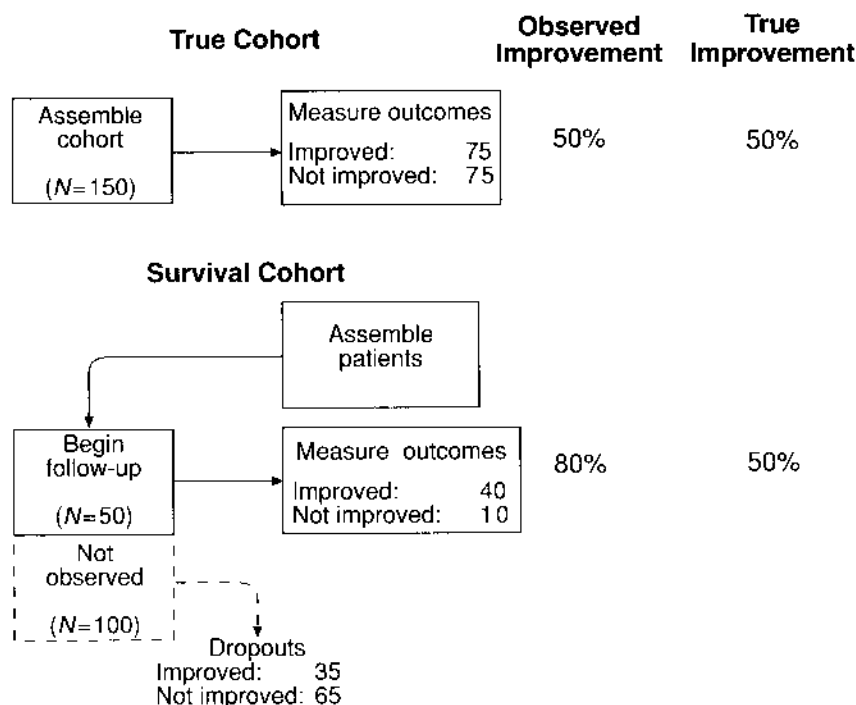 True Cohort
Observed
Improvement
True
Improvement
Assemble
cohort
(N=150)
Measure outcomes
Improved: 75
Not improved: 75
50%
50%
Survival Cohort
Assemble
patients
Begin
follow-up
(N=50)
Measure outcomes
Improved: 40
Not improved: 10
80%
50%
Not
observed
(N=100)
Dropouts
Improved: 35
Not improved: 65